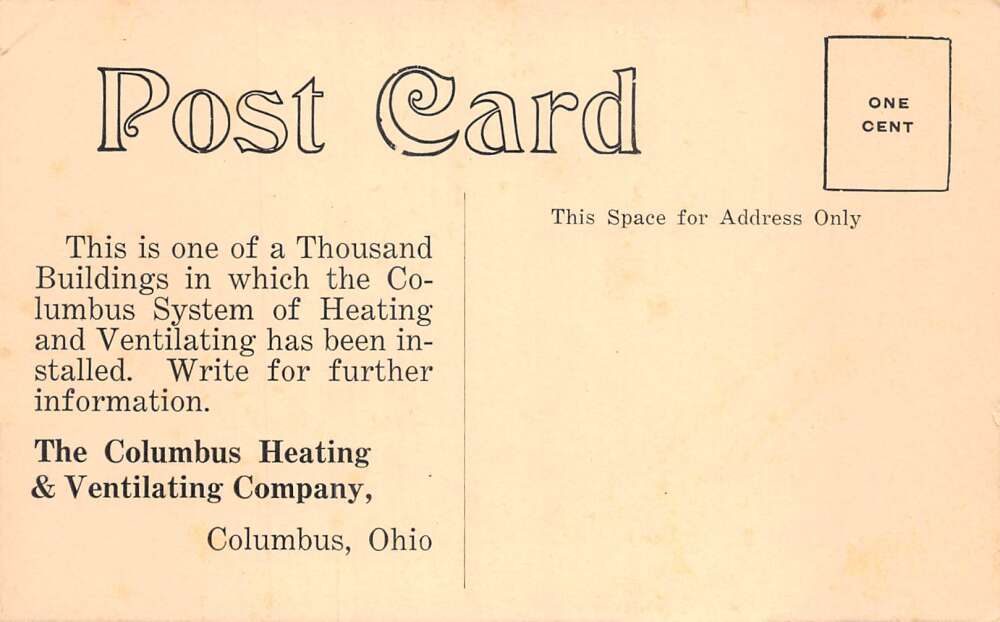 Post Card
ONE
CENT
This Space for Address Only
This is one of a Thousand
Buildings in which the Co-
lumbus System of Heating
and Ventilating has been in-
stalled. Write for further
information.
The Columbus Heating
& Ventilating Company,
Columbus, Ohio